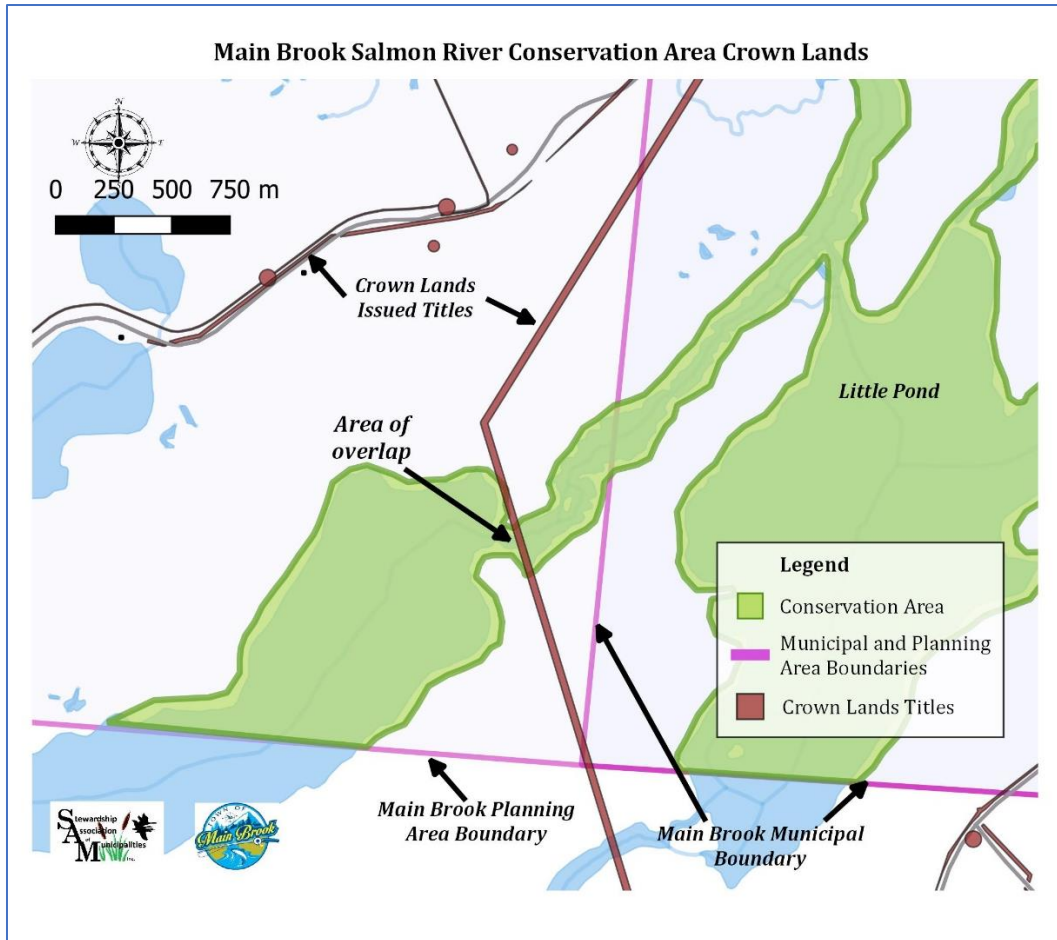 Main Brook Salmon River Conservation Area Crown Lands
N
W
0 250 500 750 m
Crown Lands
Issued Titles
Little Pond
Area of
overlap
Legend
Conservation Area
Municipal and Planning
Area Boundaries
Crown Lands Titles
Main Brook Planning
Area Boundary
Main Brook Municipal
Boundary
Stewardship
Association
of
Municipalities
Inc.
TOWN OF
Main Brook